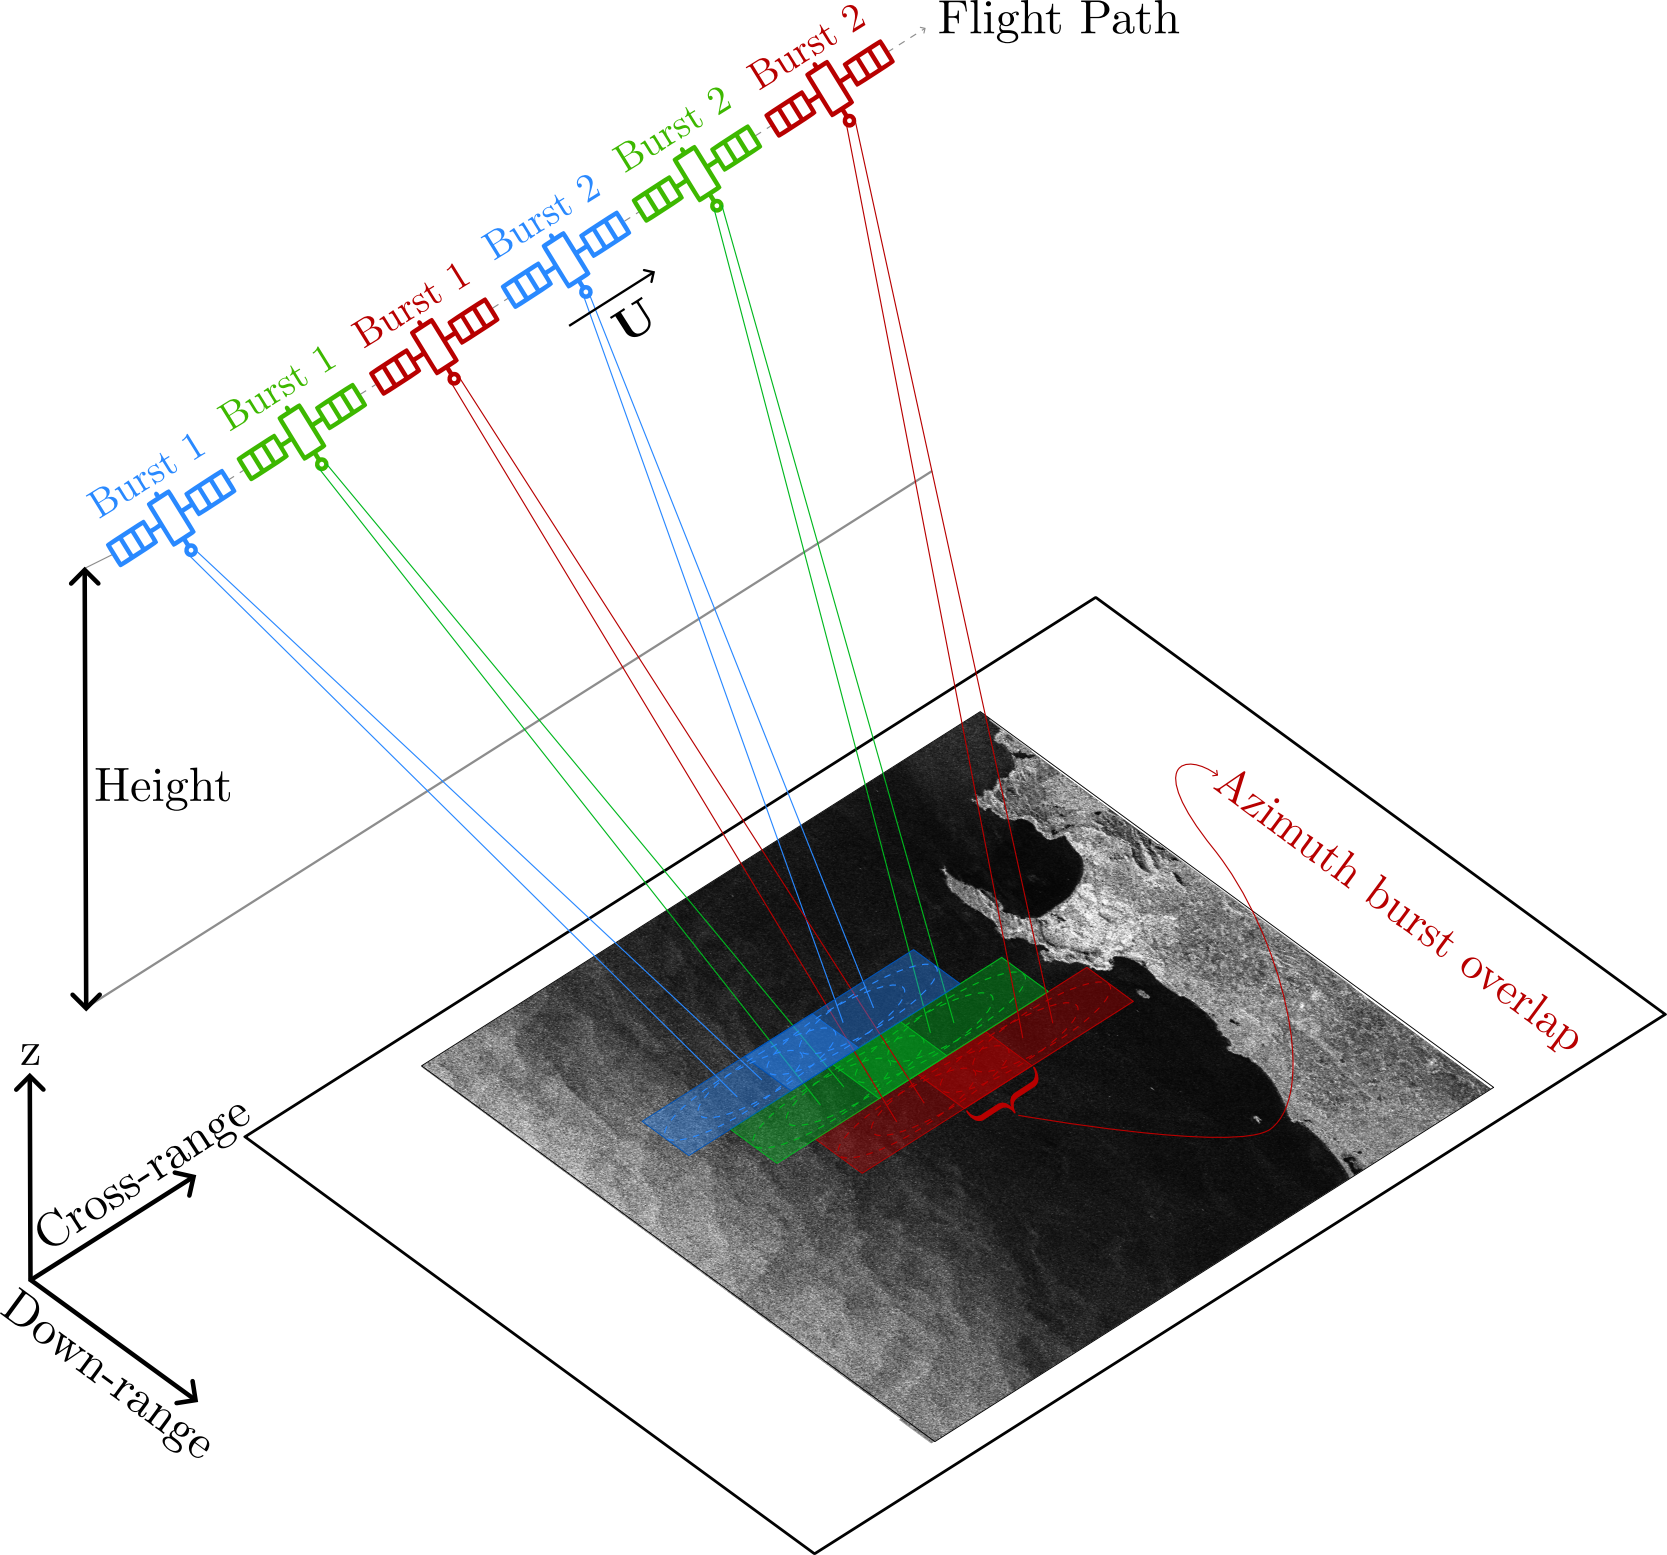 Flight Path
Burst 2
Burst 2
Burst 2
Burst 1
Burst 1
Burst 1
U
Height
Azimuth burst overlap
z
Cross-range
Down-range